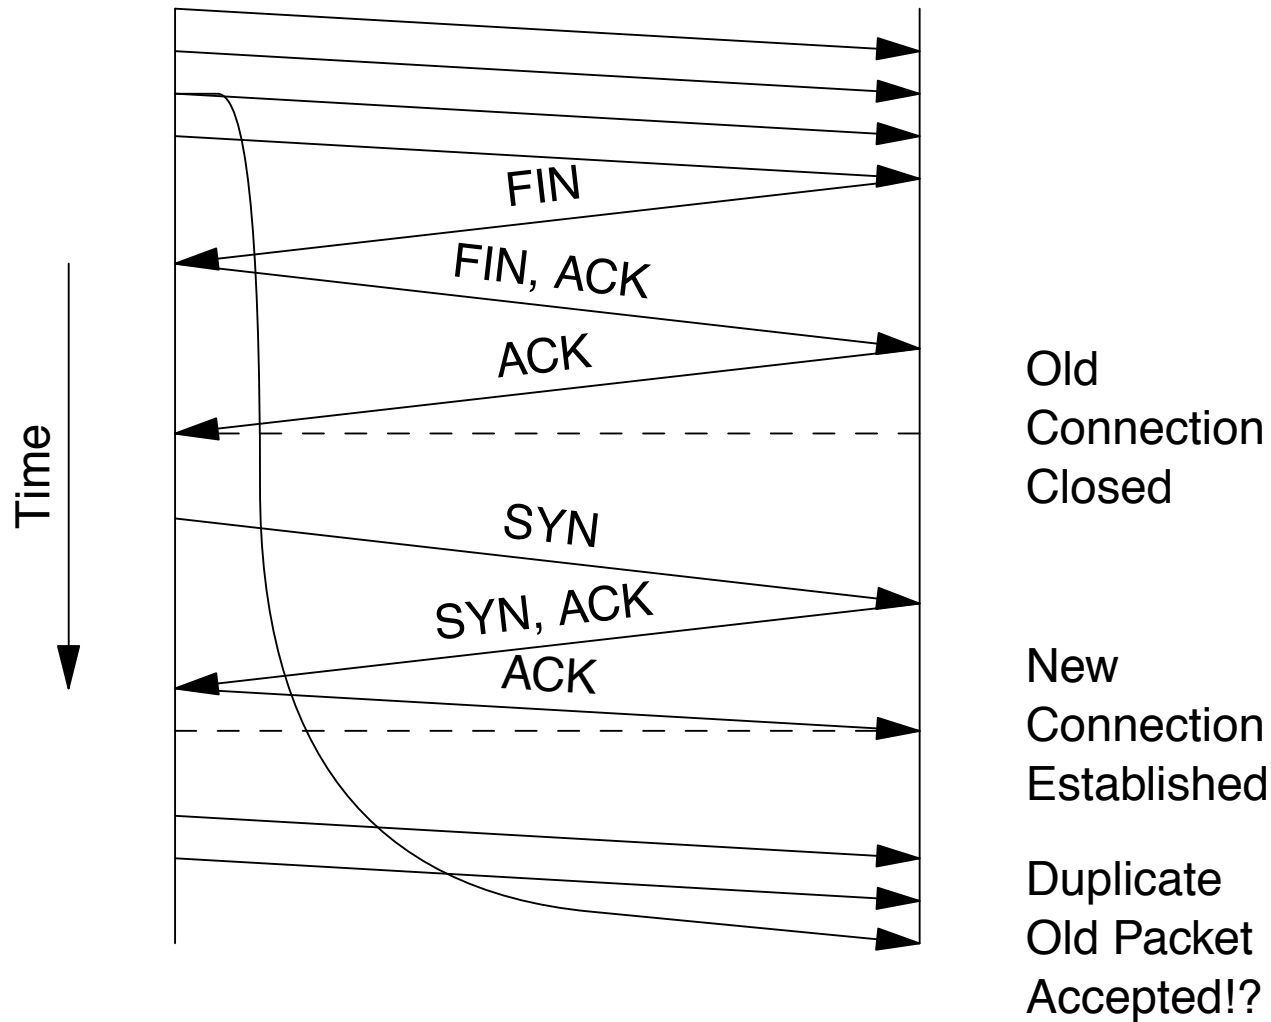 FIN
FIN, ACK
ACK
Old
Connection
Closed
Time
SYN
SYN, ACK
ACK
New
Connection
Established
Duplicate
Old Packet
Accepted!?